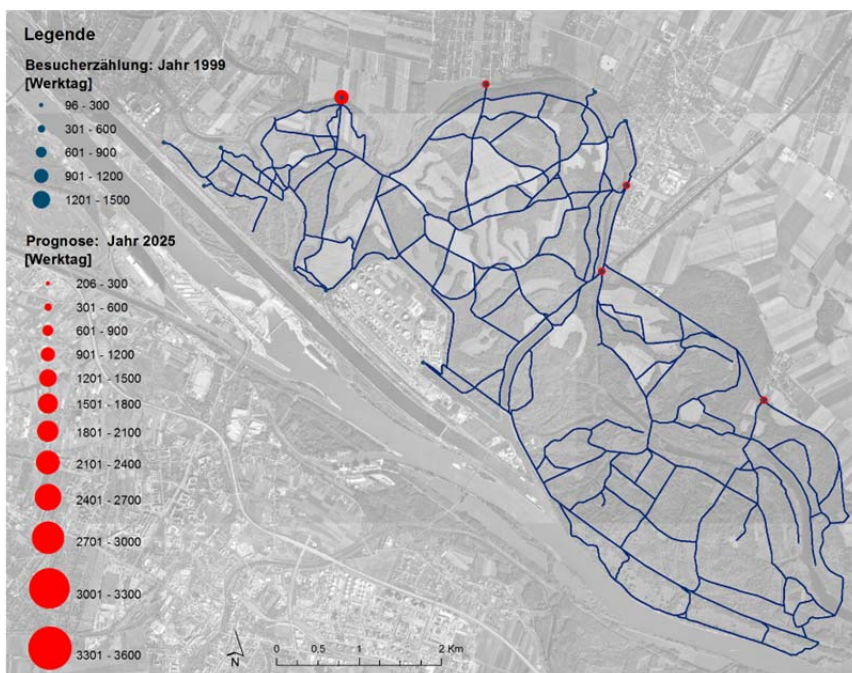 Legende
Besucherzählung: Jahr 1999
[Werktag]
96 - 300
301 - 600
601 - 900
901 - 1200
1201 - 1500
Prognose: Jahr 2025
[Werktag]
206 - 300
301 - 600
601 - 900
901 - 1200
1201 - 1500
1501 - 1800
1801 - 2100
2101 - 2400
2401 - 2700
2701 - 3000
3001 - 3300
3301 - 3600
N
0 0,5 1 2 Km